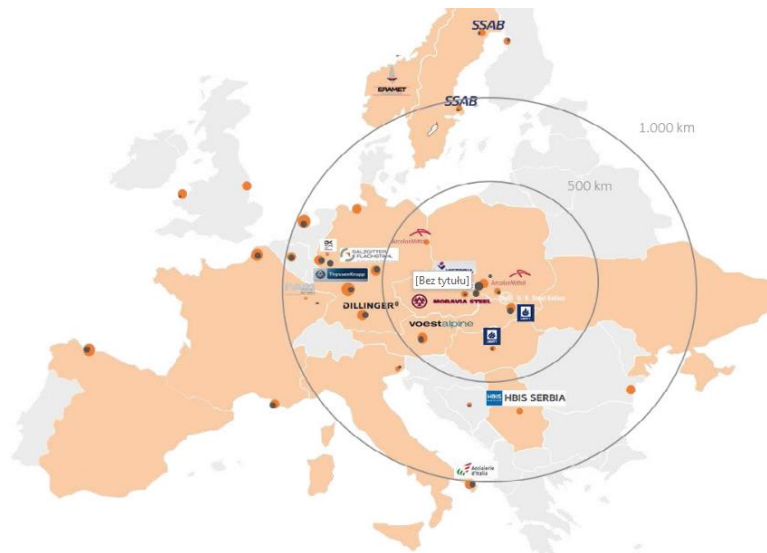 SSAB
ERAMET
SSAB
1.000 km
500 km
ArcelorMittal
SALZGITTER
FLACHSTAHL
ThyssenKrupp
[Bez tytułu]
ArcelorMittal
MORAVIA STEEL
DILLINGER
voestalpine
HBIS SERBIA
Acciaierie
d'Italia